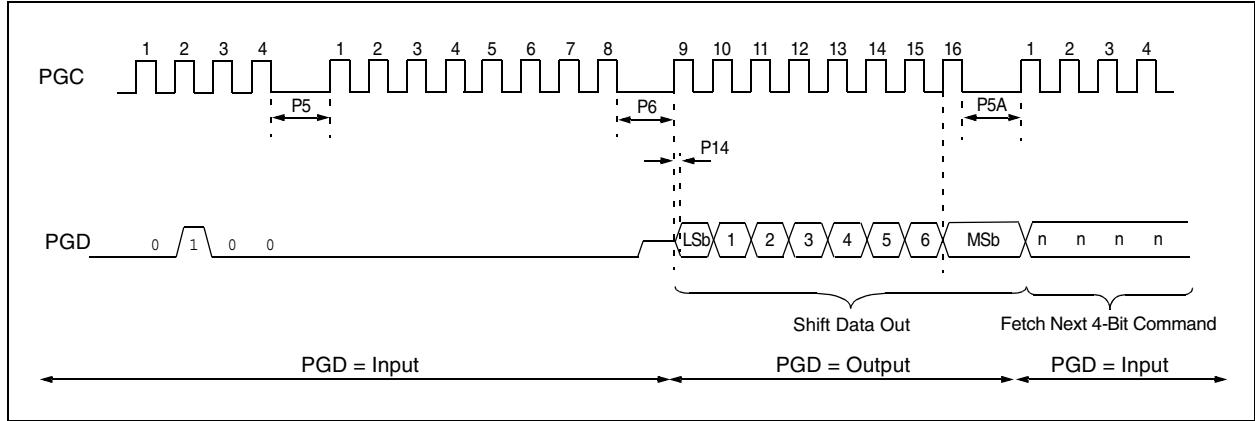 1 2 3 4 1 2 3 4 5 6 7 8 9 10 11 12 13 14 15 16 1 2 3 4
PGC
P5 P6 P5A
P14
PGD 0 1 0 0 LSb 1 2 3 4 5 6 MSb n n n n
Shift Data Out Fetch Next 4-Bit Command
PGD = Input PGD = Output PGD = Input